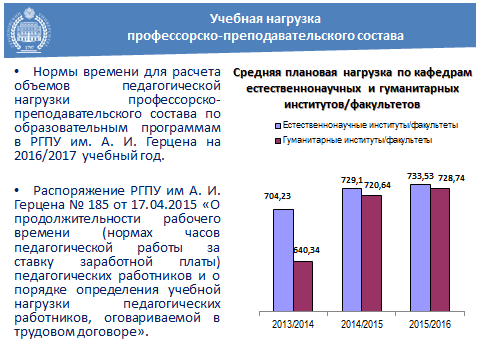 Учебная нагрузка
профессорско-преподавательского состава
• Нормы времени для расчета
объемов педагогической
нагрузки профессорско-
преподавательского состава по
образовательным программам
в РГПУ им. А. И. Герцена на
2016/2017 учебный год.
• Распоряжение РГПУ им А. И.
Герцена № 185 от 17.04.2015 «О
продолжительности рабочего
времени (нормах часов
педагогической работы за
ставку заработной платы)
педагогических работников и о
порядке определения учебной
нагрузки педагогических
работников, оговариваемой в
трудовом договоре».
Средняя плановая нагрузка по кафедрам
естественнонаучных и гуманитарных
институтов/факультетов
Естественнонаучные институты/факультеты
Гуманитарные институты/факультеты
704,23
640,34
729,1
720,64
733,53
728,74
2013/2014
2014/2015
2015/2016